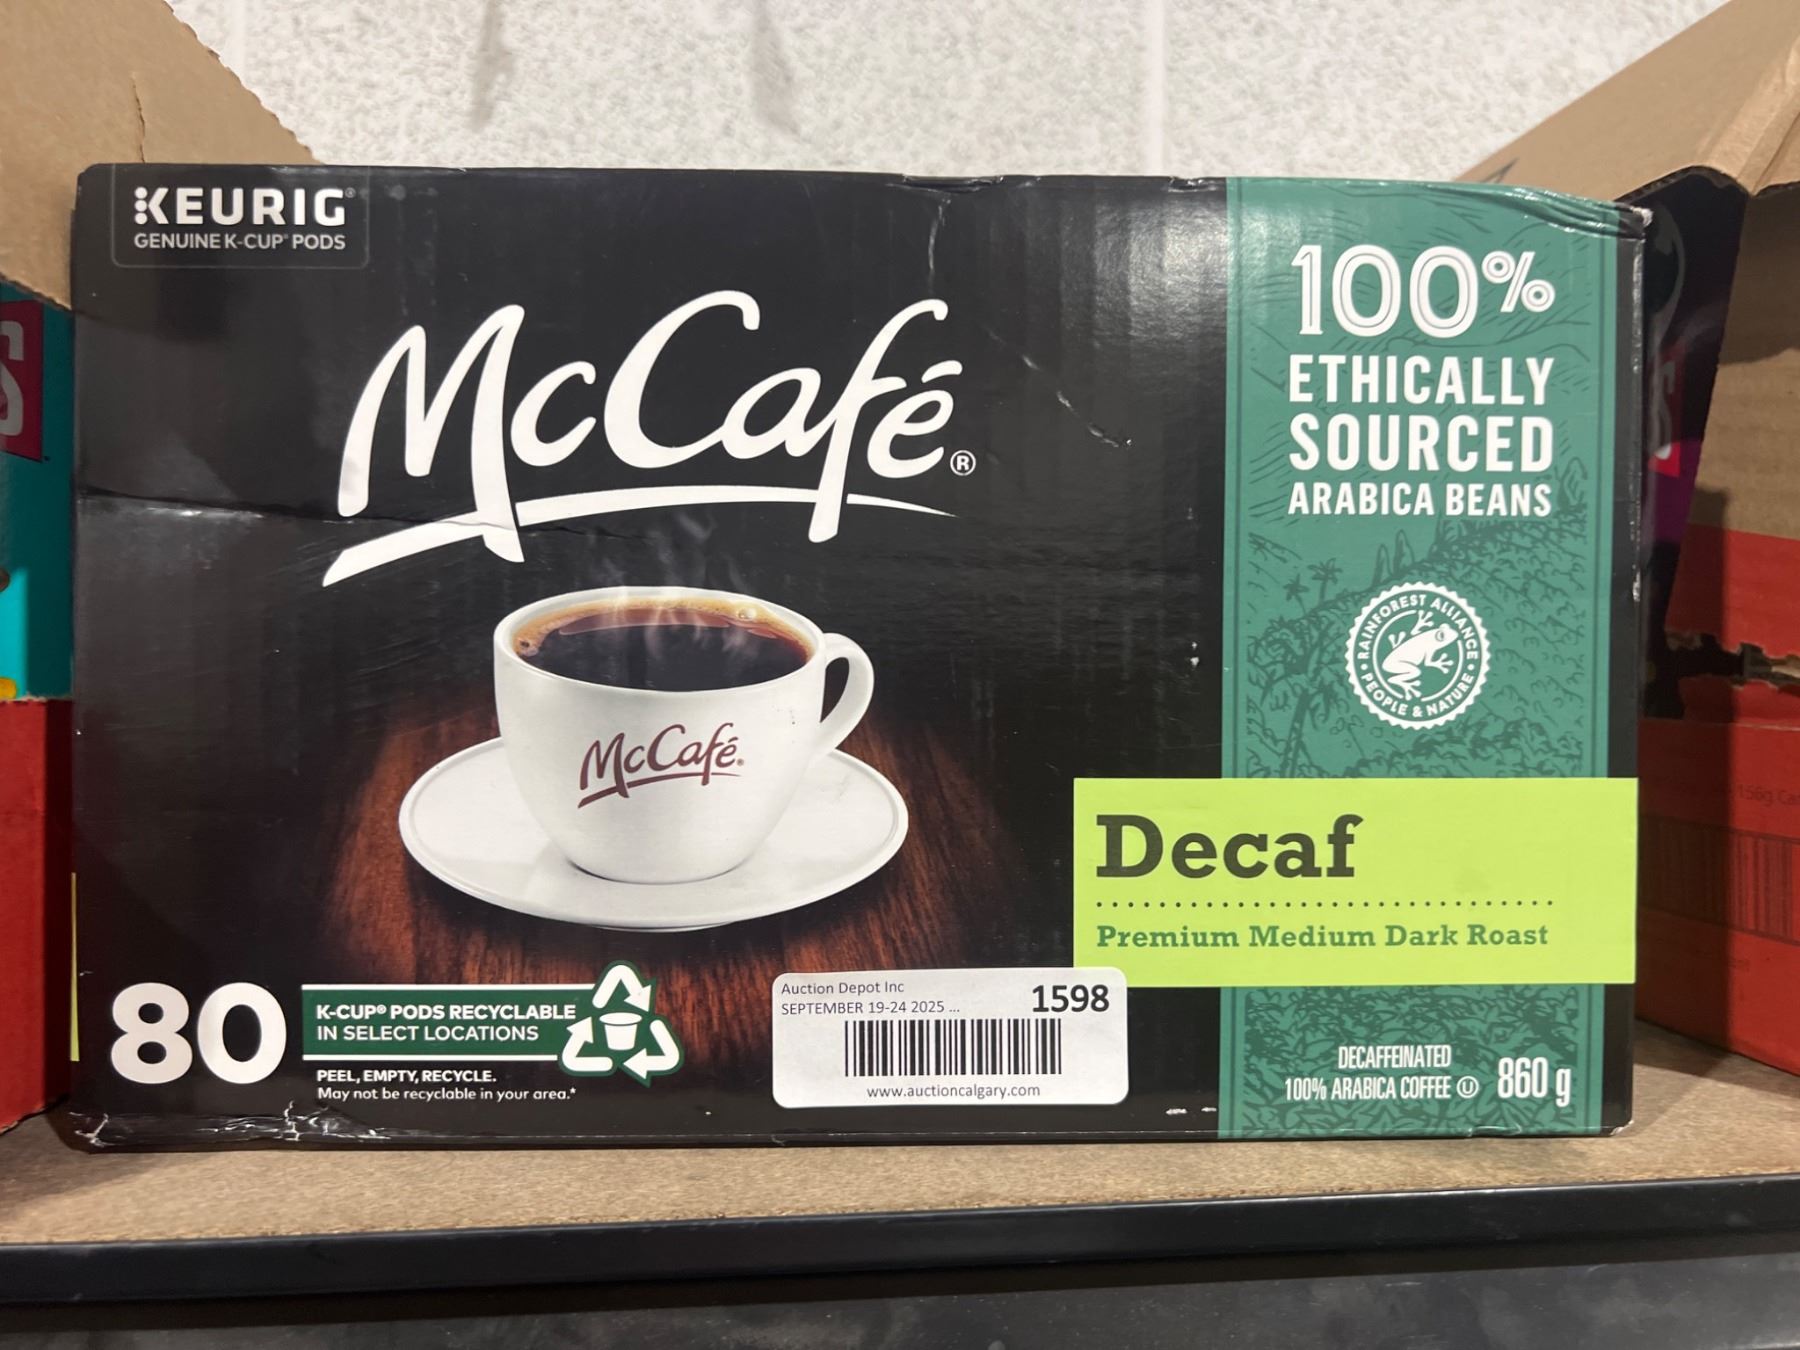 KEURIG®
GENUINE K-CUP® PODS
McCafé®
McCafé®
100%
ETHICALLY
SOURCED
ARABICA BEANS
RAINFOREST ALLIANCE
• PEOPLE & NATURE •
Decaf
Premium Medium Dark Roast
80
K-CUP® PODS RECYCLABLE
IN SELECT LOCATIONS
PEEL, EMPTY, RECYCLE.
May not be recyclable in your area.*
Auction Depot Inc
SEPTEMBER 19-24 2025 ...
1598
www.auctioncalgary.com
DECAFFEINATED
100% ARABICA COFFEE Ⓤ
860 g